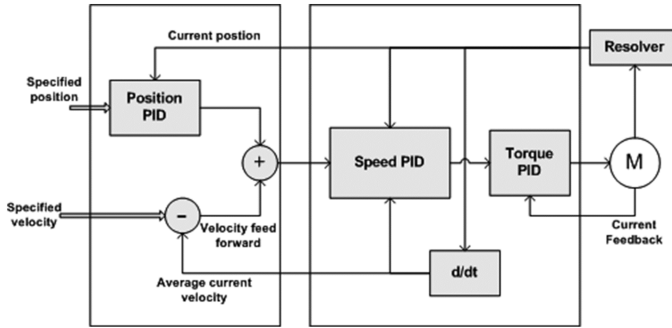 Current postion
Resolver
Specified
position
Position
PID
+
Speed PID
Torque
PID
M
Specified
velocity
-
Velocity feed
forward
Current
Feedback
d/dt
Average current
velocity